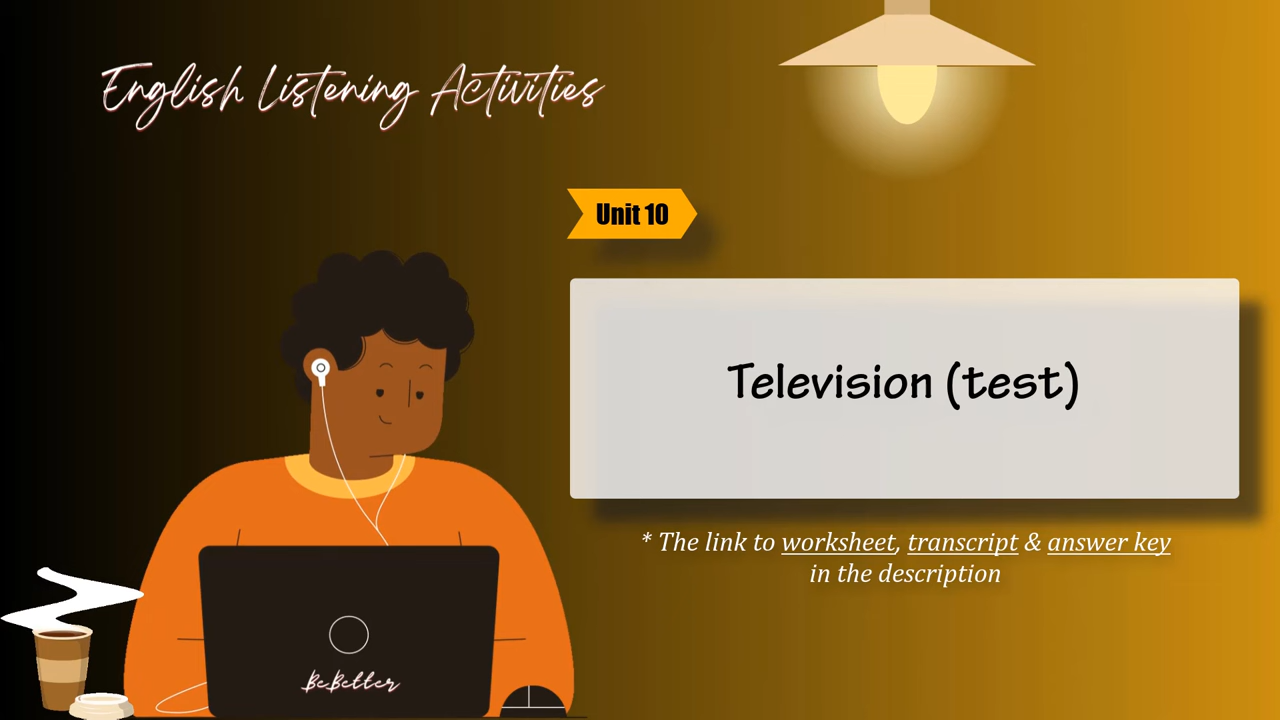 English Listening Activities
Unit 10
Television (test)
* The link to worksheet, transcript & answer key
in the description
BeBetter